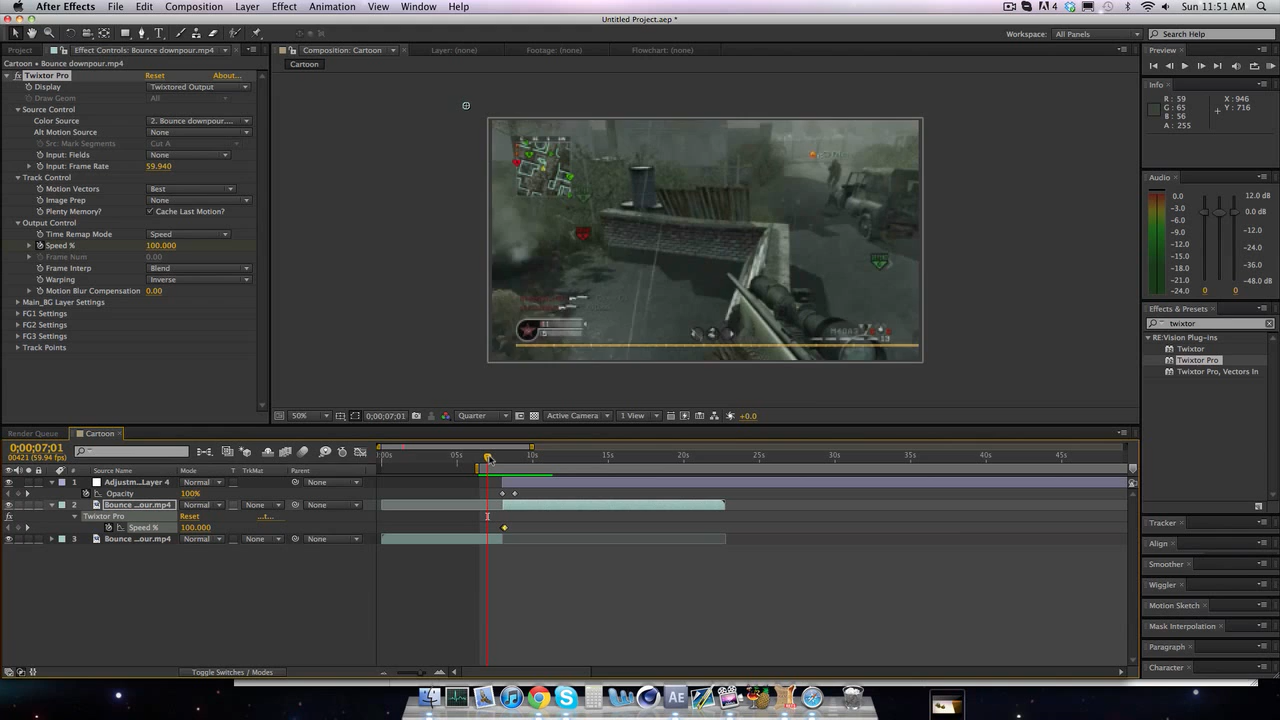 After Effects File Edit Composition Layer Effect Animation View Window Help 4 Sun 11:51 AM
Untitled Project.aep *
Workspace: All Panels Search Help
Project Effect Controls: Bounce downpour.mp4 Composition: Cartoon Layer: (none) Footage: (none) Flowchart: (none) Preview
Cartoon • Bounce downpour.mp4 Cartoon
Twixtor Pro Reset About...
Display Twixtored Output
Draw Geom All
Source Control
Color Source 2. Bounce downpour....
Alt Motion Source None
Src: Mark Segments Cut A
Input: Fields None
Input: Frame Rate 59.940
Track Control
Motion Vectors Best
Image Prep None
Plenty Memory? Cache Last Motion?
Output Control
Time Remap Mode Speed
Speed % 100.000
Frame Num 0.00
Frame Interp Blend
Warping Inverse
Motion Blur Compensation 0.00
Main_BG Layer Settings
FG1 Settings
FG2 Settings
FG3 Settings
Track Points
11
5
M40A3
13
50% 0;00;07;01 Quarter Active Camera 1 View +0.0
Info
R : 59 X : 946
G : 65 Y : 716
B : 56
A : 255
Audio
0.0 12.0 dB
-3.0
-6.0 0.0 dB
-9.0
-12.0 -12.0
-15.0 -24.0
-18.0 -36.0
-21.0
-24.0 0 0 -48.0 dB
Effects & Presets
twixtor
RE:Vision Plug-ins
Twixtor
Twixtor Pro
Twixtor Pro, Vectors In
Tracker
Align
Smoother
Wiggler
Motion Sketch
Mask Interpolation
Paragraph
Character
Render Queue Cartoon
0;00;07;01
00421 (59.94 fps)
:00s 05s 10s 15s 20s 25s 30s 35s 40s 45s
# Source Name Mode T TrkMat Parent
1 Adjustm...Layer 4 Normal None
Opacity 100%
2 Bounce ...our.mp4 Normal None None
Twixtor Pro Reset ...t...
Speed % 100.000
3 Bounce ...our.mp4 Normal None None
Toggle Switches / Modes
AE